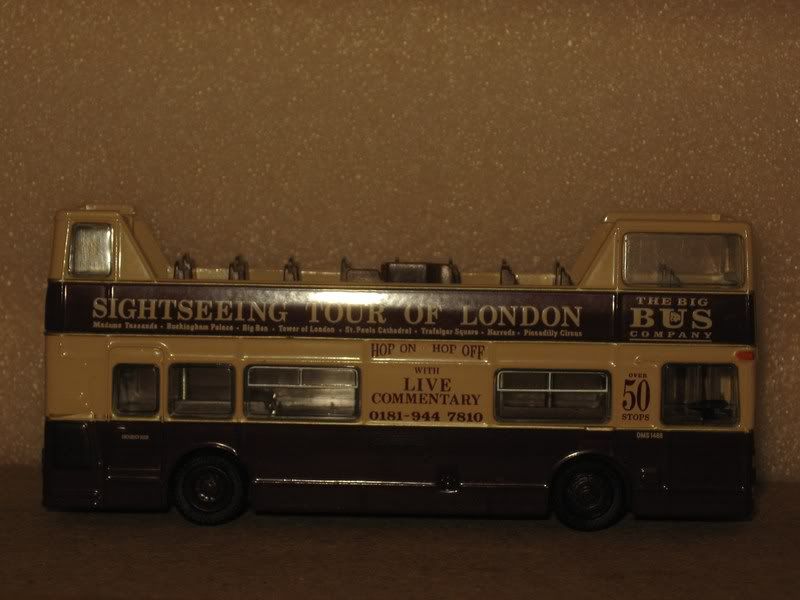 SIGHTSEEING TOUR OF LONDON
Madame Tussauds • Buckingham Palace • Big Ben • Tower of London • St. Pauls Cathedral • Trafalgar Square • Harrods • Picadilly Circus
THE BIG
BUS
COMPANY
HOP ON HOP OFF
WITH
LIVE
COMMENTARY
0181-944 7810
OVER
50
STOPS
DMS 1468